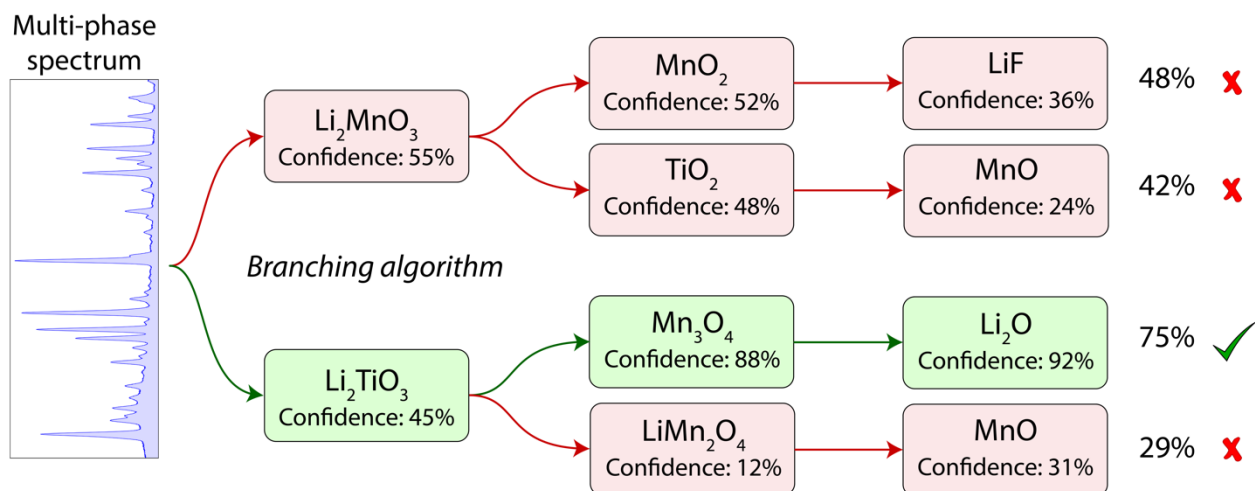 Multi-phase
spectrum
Li₂MnO₃
Confidence: 55%
MnO₂
Confidence: 52%
LiF
Confidence: 36%
48% ✘
TiO₂
Confidence: 48%
MnO
Confidence: 24%
42% ✘
Branching algorithm
Li₂TiO₃
Confidence: 45%
Mn₃O₄
Confidence: 88%
Li₂O
Confidence: 92%
75% ✓
LiMn₂O₄
Confidence: 12%
MnO
Confidence: 31%
29% ✘